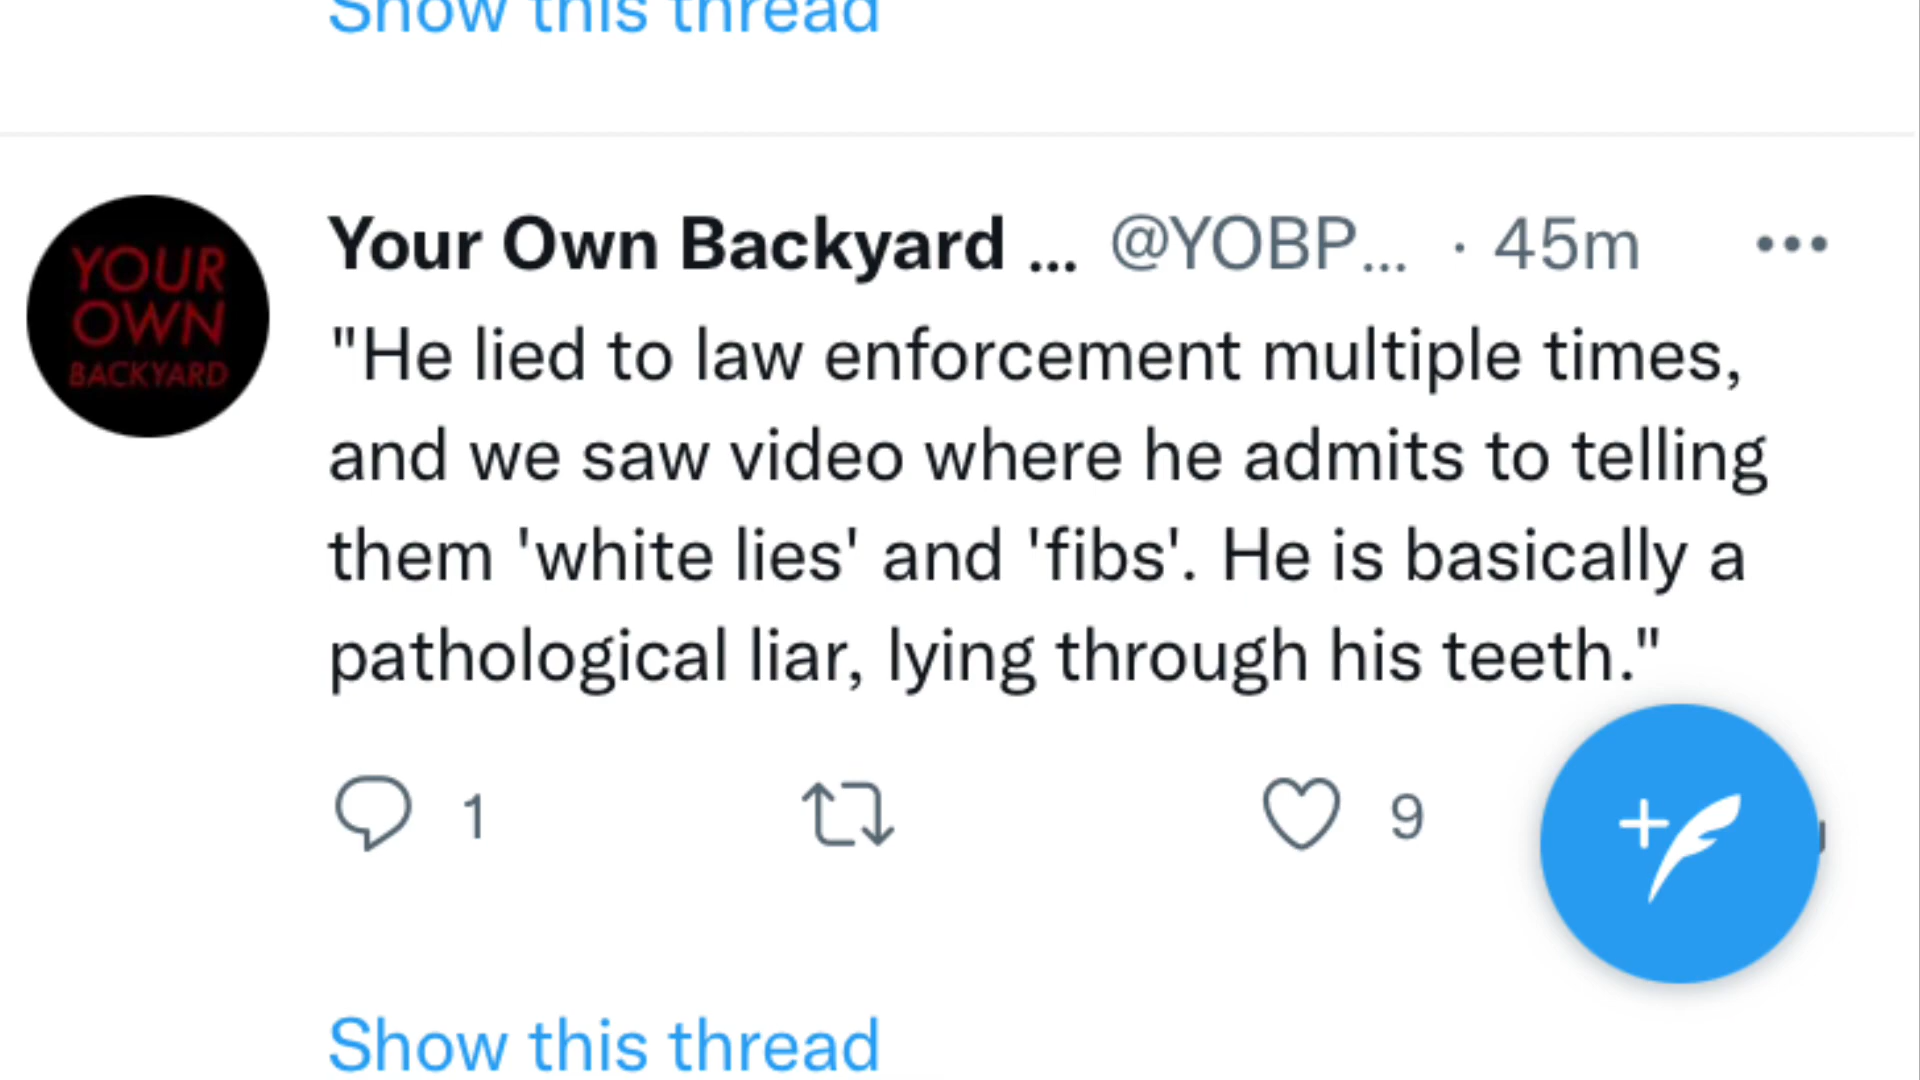 Show this thread
YOUR
OWN
BACKYARD
Your Own Backyard ... @YOBP... · 45m
"He lied to law enforcement multiple times,
and we saw video where he admits to telling
them 'white lies' and 'fibs'. He is basically a
pathological liar, lying through his teeth."
1
9
Show this thread